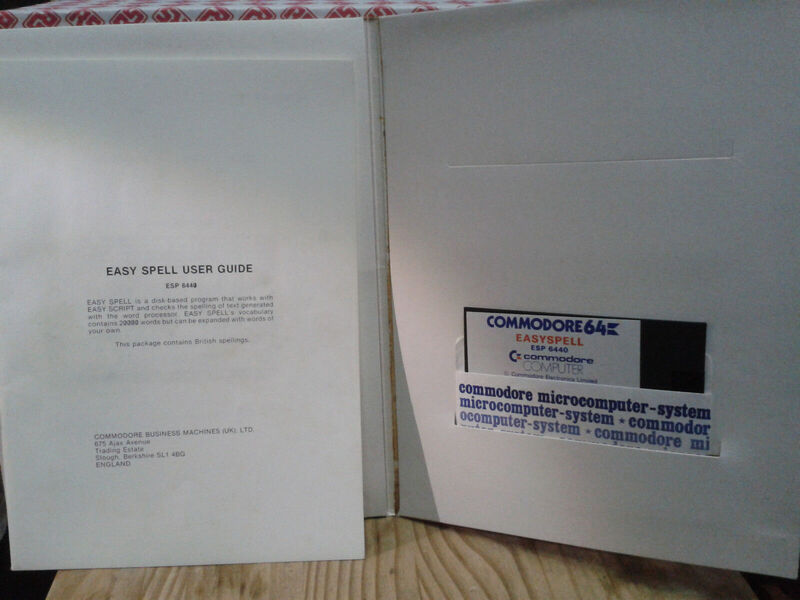 EASY SPELL USER GUIDE
ESP 6440
EASY SPELL is a disk-based program that works with
EASY SCRIPT and checks the spelling of text generated
with the word processor. EASY SPELL's vocabulary
contains 20000 words but can be expanded with words of
your own.
This package contains British spellings.
COMMODORE BUSINESS MACHINES (UK), LTD.
675 Ajax Avenue
Trading Estate
Slough, Berkshire SL1 4BG
ENGLAND
COMMODORE 64
EASYSPELL
ESP 6440
commodore
COMPUTER
© Commodore Electronics Limited
commodore microcomputer-system
microcomputer-system ★ commodor
ocomputer-system ★ commodore mi